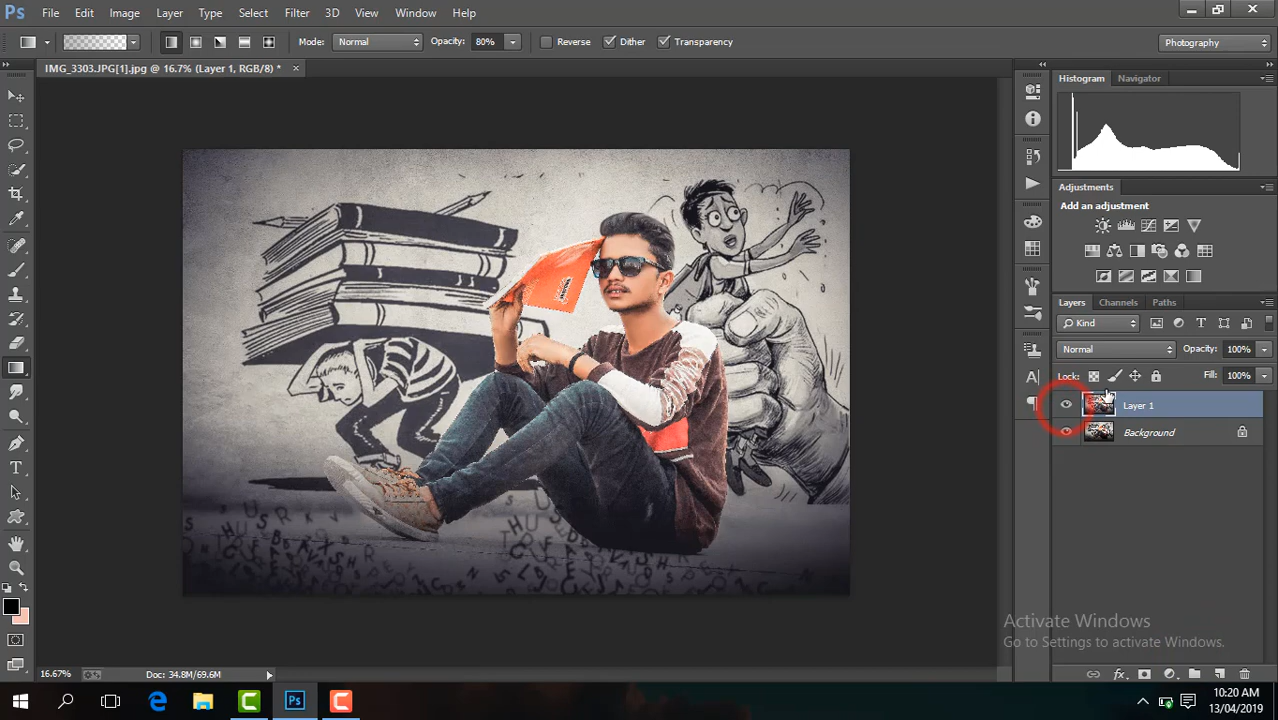 Ps File Edit Image Layer Type Select Filter 3D View Window Help
Mode: Normal Opacity: 80% Reverse Dither Transparency Photography
IMG_3303.JPG[1].jpg @ 16.7% (Layer 1, RGB/8) * ×
Histogram Navigator
Adjustments
Add an adjustment
Layers Channels Paths
Kind
Normal Opacity: 100%
Lock: Fill: 100%
Layer 1
Background
Activate Windows
Go to Settings to activate Windows.
16.67% Doc: 34.8M/69.6M
Ps
10:20 AM
13/04/2019